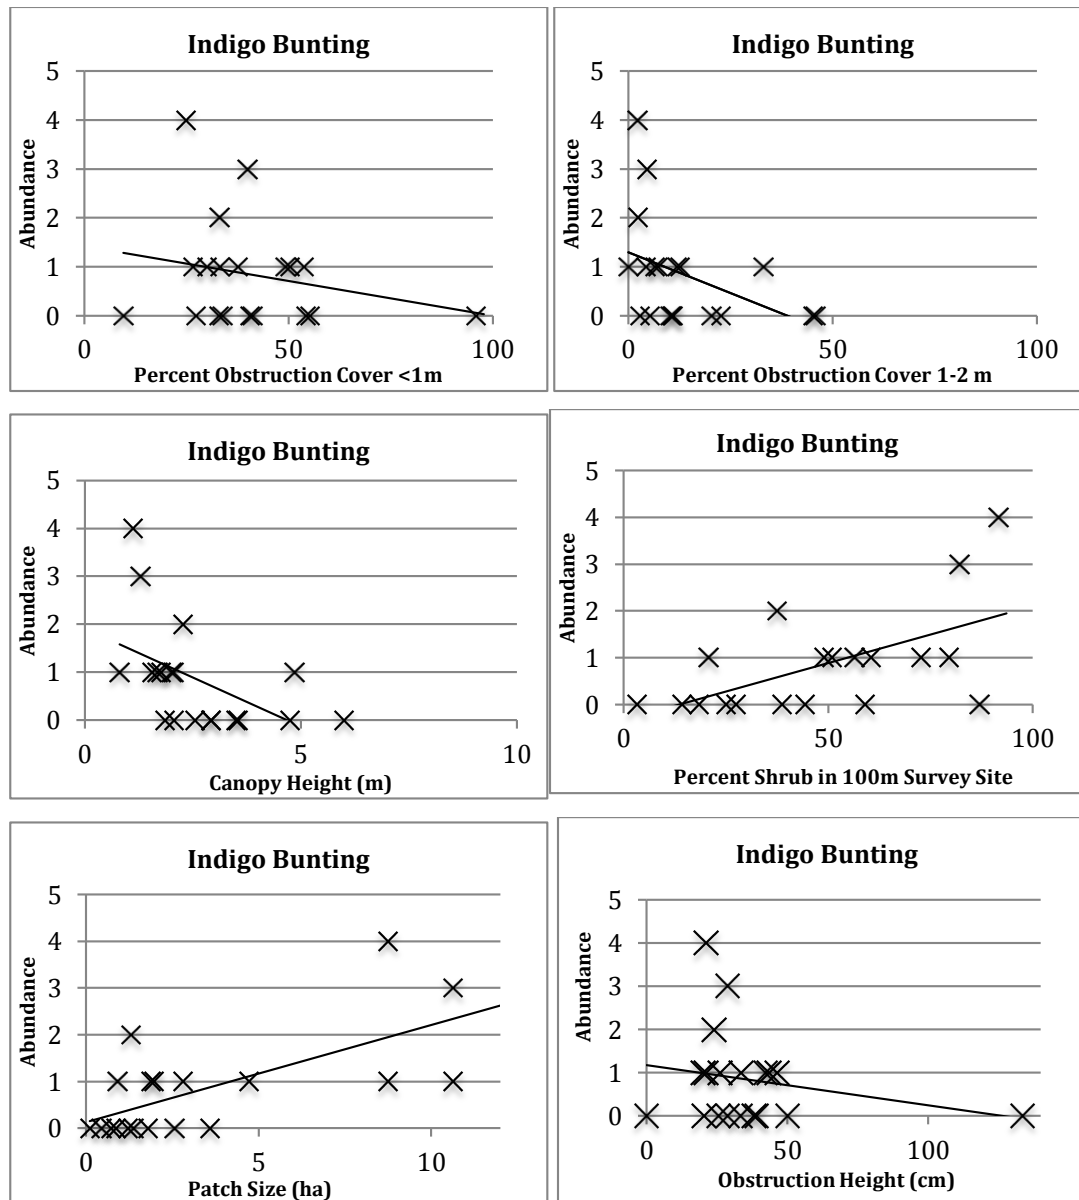 Indigo Bunting
5
4
3
2
1
0
Abundance
0 50 100
Percent Obstruction Cover <1m
Indigo Bunting
5
4
3
2
1
0
Abundance
0 50 100
Percent Obstruction Cover 1-2 m
Indigo Bunting
5
4
3
2
1
0
Abundance
0 5 10
Canopy Height (m)
Indigo Bunting
5
4
3
2
1
0
Abundance
0 50 100
Percent Shrub in 100m Survey Site
Indigo Bunting
5
4
3
2
1
0
Abundance
0 5 10
Patch Size (ha)
Indigo Bunting
5
4
3
2
1
0
Abundance
0 50 100
Obstruction Height (cm)